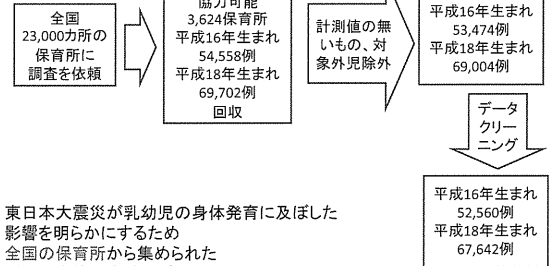 全国
23,000カ所の
保育所に
調査を依頼
協力可能
3,624保育所
平成16年生まれ
54,558例
平成18年生まれ
69,702例
回収
計測値の無
いもの、対
象外児除外
平成16年生まれ
53,474例
平成18年生まれ
69,004例
データ
クリー
ニング
平成16年生まれ
52,560例
平成18年生まれ
67,642例
東日本大震災が乳幼児の身体発育に及ぼした
影響を明らかにするため
全国の保育所から集められた